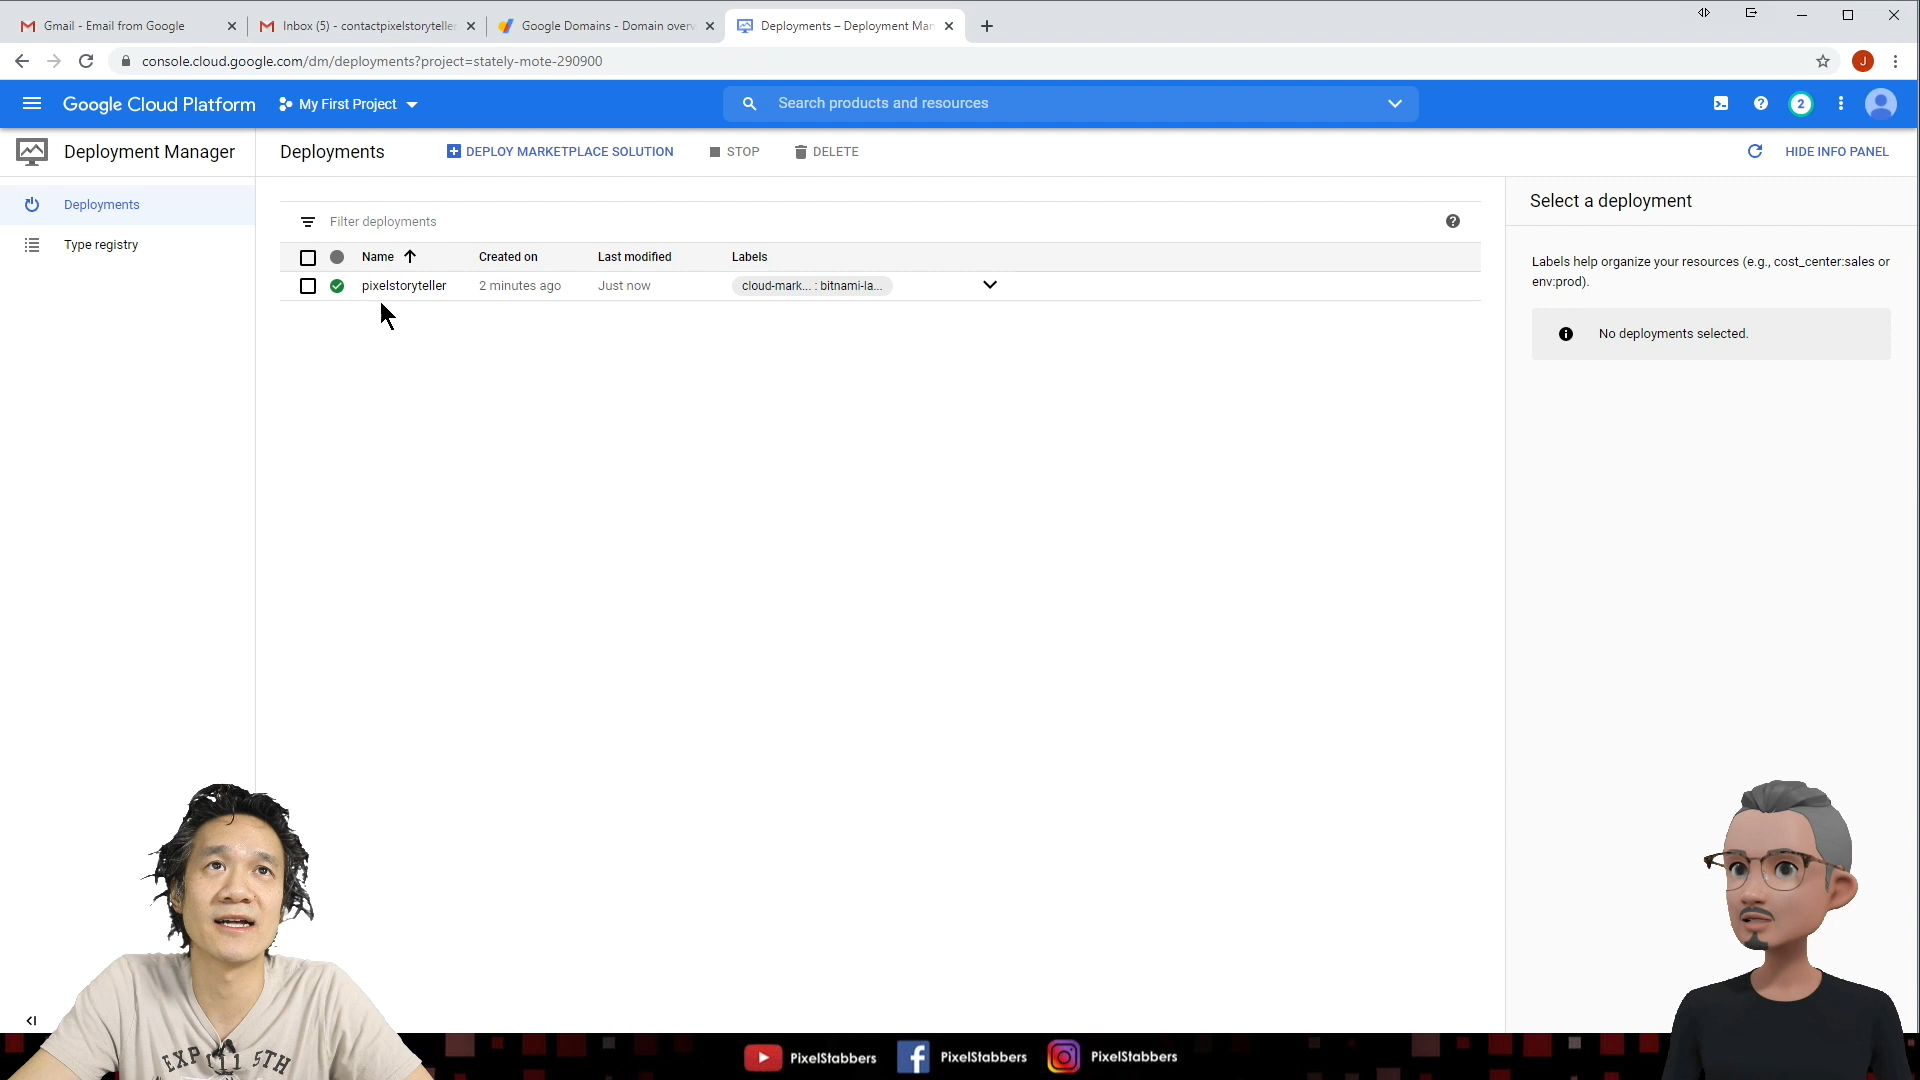 Gmail - Email from Google
Inbox (5) - contactpixelstoryteller
Google Domains - Domain overv
Deployments – Deployment Man
console.cloud.google.com/dm/deployments?project=stately-mote-290900
J
Google Cloud Platform
My First Project
Search products and resources
2
Deployment Manager
Deployments
DEPLOY MARKETPLACE SOLUTION
STOP
DELETE
HIDE INFO PANEL
Deployments
Type registry
Filter deployments
Name
Created on
Last modified
Labels
pixelstoryteller
2 minutes ago
Just now
cloud-mark... : bitnami-la...
Select a deployment
Labels help organize your resources (e.g., cost_center:sales or
env:prod).
No deployments selected.
EXP 5TH
PixelStabbers
PixelStabbers
PixelStabbers